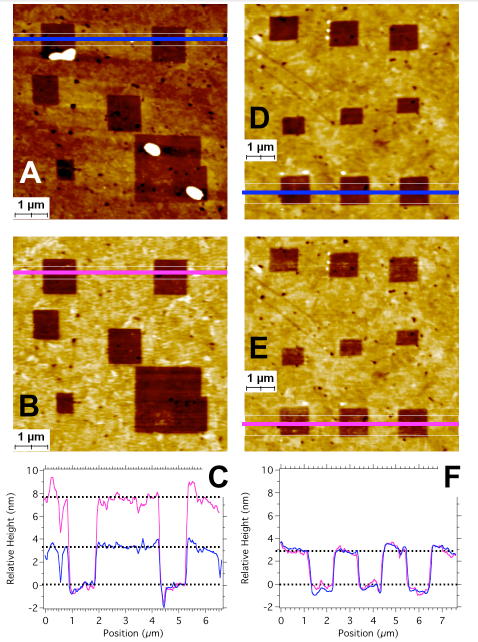 A
1 µm
D
1 µm
B
1 µm
E
1 µm
C
Relative Height (nm)
10
8
6
4
2
0
-2
0 1 2 3 4 5 6
Position (µm)
F
Relative Height (nm)
10
8
6
4
2
0
-2
0 1 2 3 4 5 6 7
Position (µm)